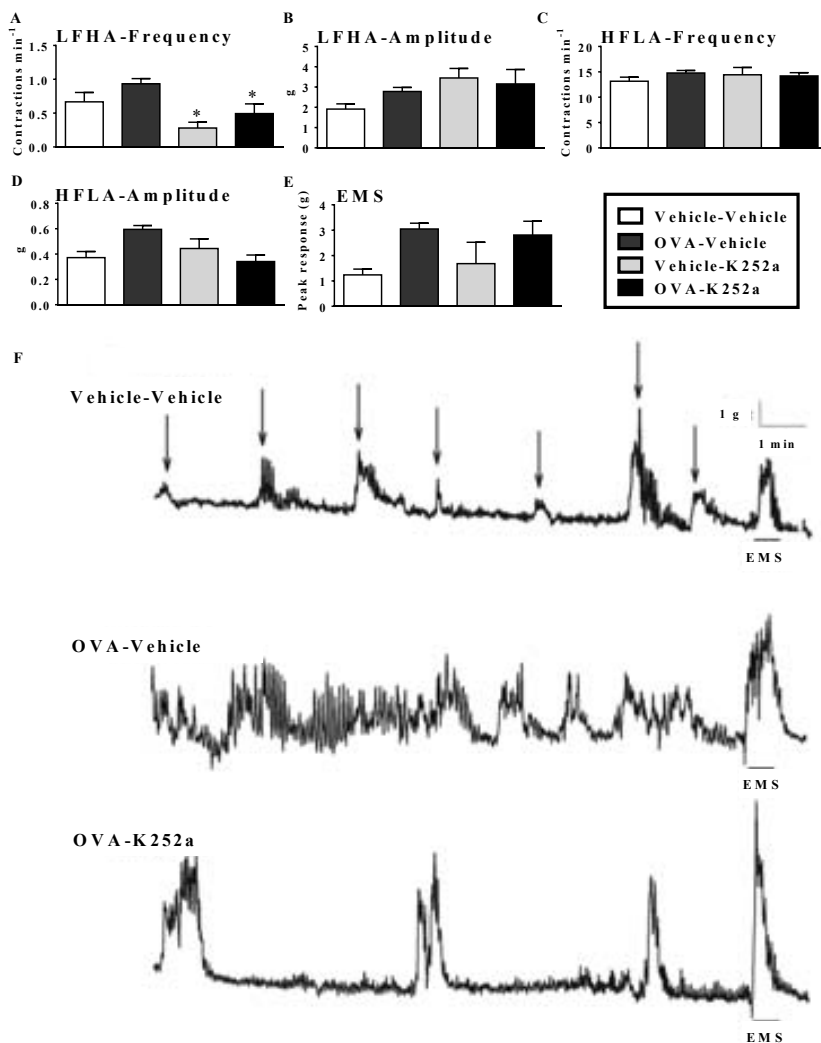 A
LFHA-Frequency
Contractions min-1
1.5
1.0
0.5
0.0
*
*
B
LFHA-Amplitude
g
5
4
3
2
1
0
C
HFLA-Frequency
Contractions min-1
20
15
10
5
0
D
HFLA-Amplitude
g
0.8
0.6
0.4
0.2
0.0
E
EMS
Peak response (g)
4
3
2
1
0
Vehicle-Vehicle
OVA-Vehicle
Vehicle-K252a
OVA-K252a
F
Vehicle-Vehicle
1 g
1 min
EMS
OVA-Vehicle
EMS
OVA-K252a
EMS